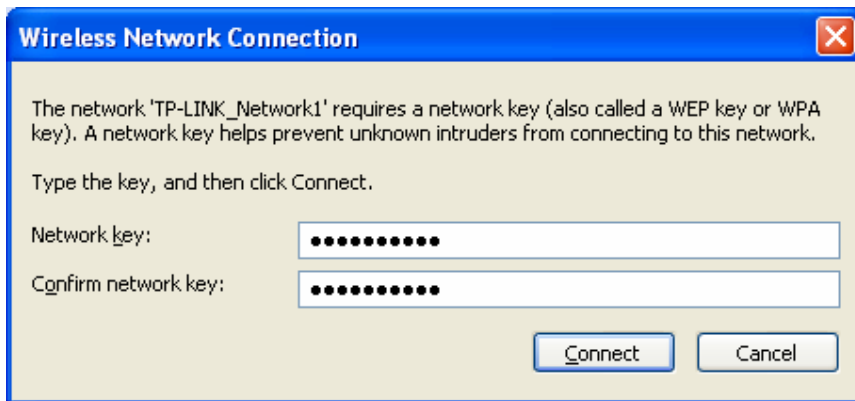 Wireless Network Connection
The network 'TP-LINK_Network1' requires a network key (also called a WEP key or WPA
key). A network key helps prevent unknown intruders from connecting to this network.
Type the key, and then click Connect.
Network key: ••••••••••
Confirm network key: ••••••••••
Connect Cancel